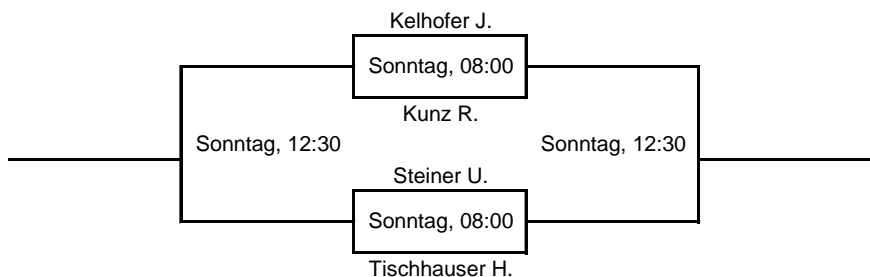 Kelhofer J.
Sonntag, 08:00
Kunz R.
Sonntag, 12:30
Sonntag, 12:30
Steiner U.
Sonntag, 08:00
Tischhauser H.